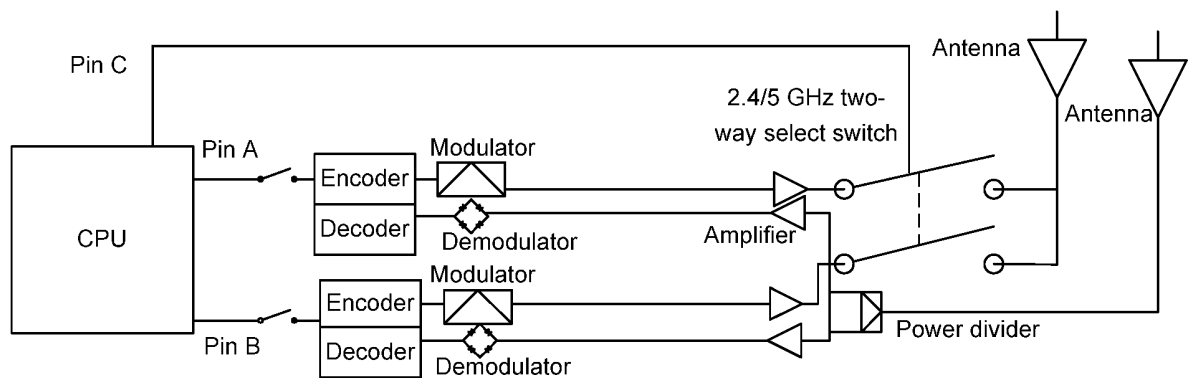 Pin C
Antenna
2.4/5 GHz two-
way select switch
Antenna
Pin A
Modulator
Encoder
CPU
Decoder
Demodulator
Amplifier
Modulator
Encoder
Power divider
Pin B
Decoder
Demodulator